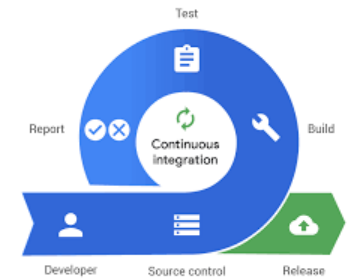 Test
Report
Continuous
integration
Build
Developer
Source control
Release